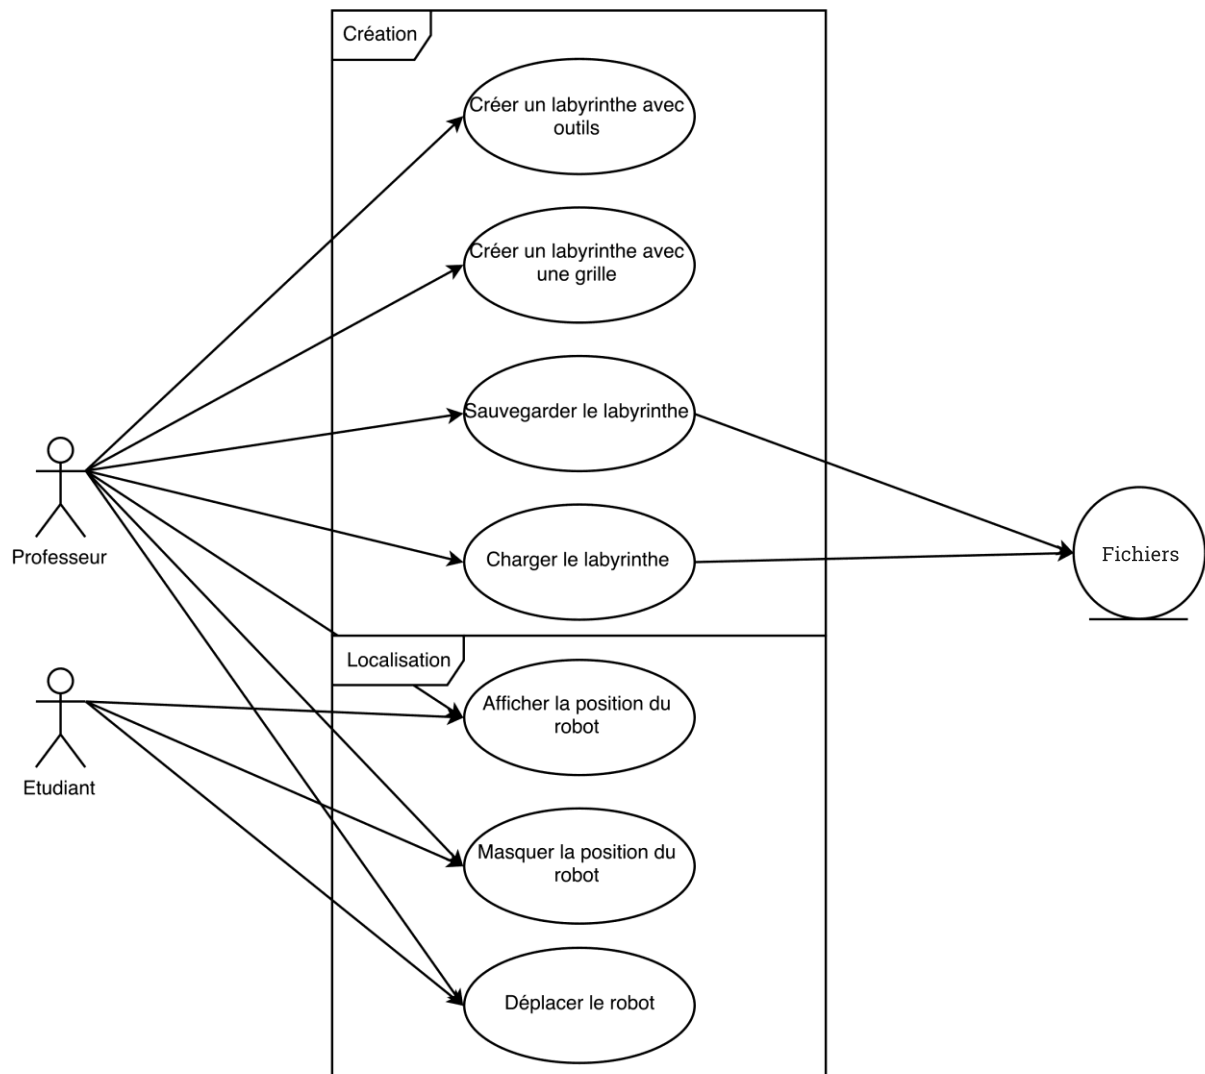 Création
Créer un labyrinthe avec
outils
Créer un labyrinthe avec
une grille
Sauvegarder le labyrinthe
Charger le labyrinthe
Fichiers
Professeur
Localisation
Afficher la position du
robot
Etudiant
Masquer la position du
robot
Déplacer le robot